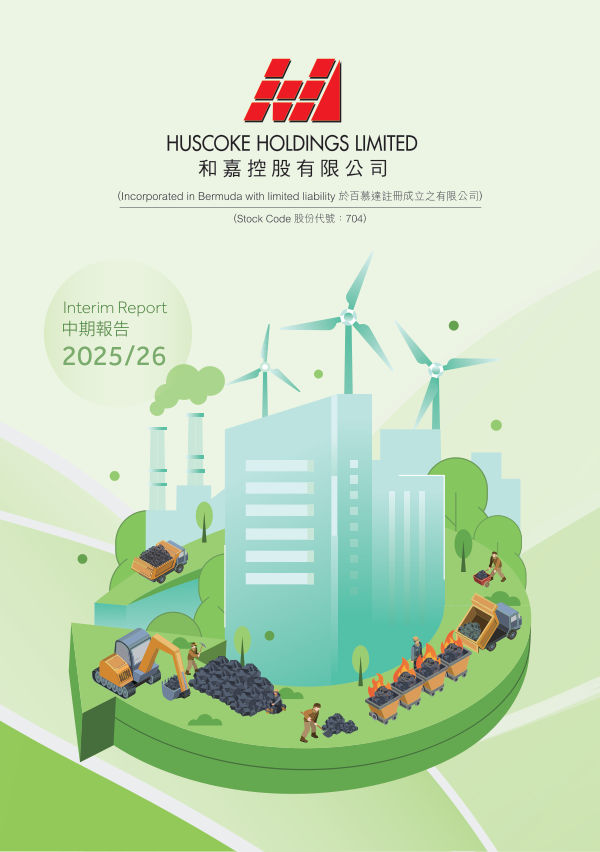 HUSCOKE HOLDINGS LIMITED
和嘉控股有限公司
(Incorporated in Bermuda with limited liability 於百慕達註冊成立之有限公司)
(Stock Code 股份代號：704)
Interim Report
中期報告
2025/26